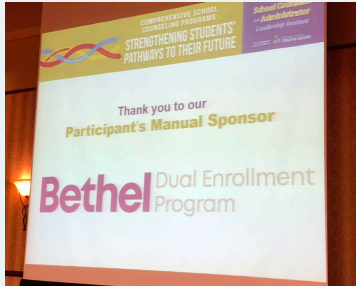 COMPREHENSIVE SCHOOL
COUNSELING PROGRAMS
STRENGTHENING STUDENTS'
PATHWAYS TO THEIR FUTURE
School Counselor
and Administrator
Leadership Institute
Thank you to our
Participant's Manual Sponsor
Bethel Dual Enrollment
Program